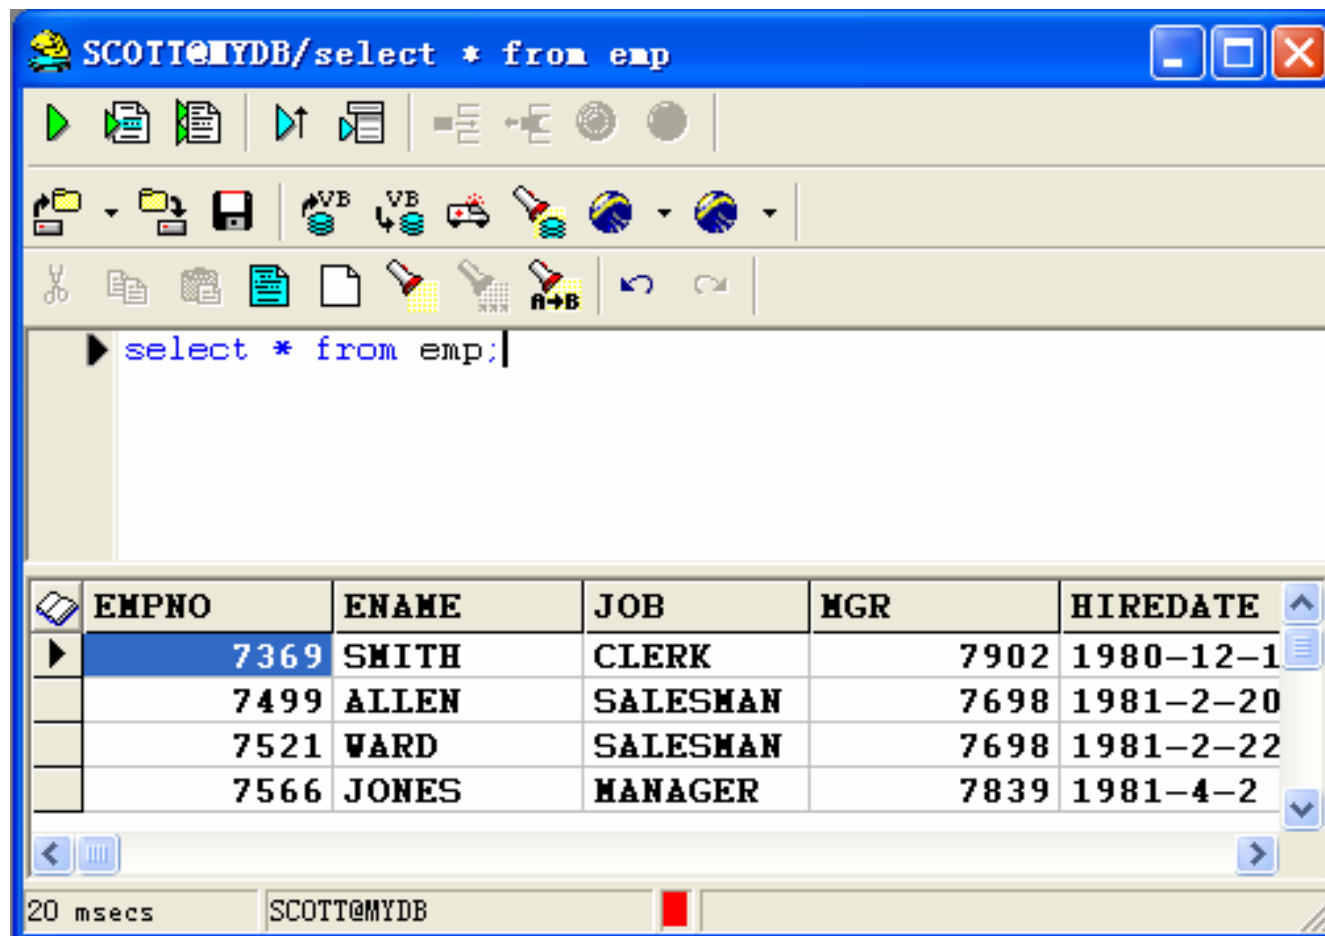 SCOTT@MYDB/select * from emp
VB VB
A→B
select * from emp;
EMPNO ENAME JOB MGR HIREDATE
7369 SMITH CLERK 7902 1980-12-1
7499 ALLEN SALESMAN 7698 1981-2-20
7521 WARD SALESMAN 7698 1981-2-22
7566 JONES MANAGER 7839 1981-4-2
20 msecs SCOTT@MYDB